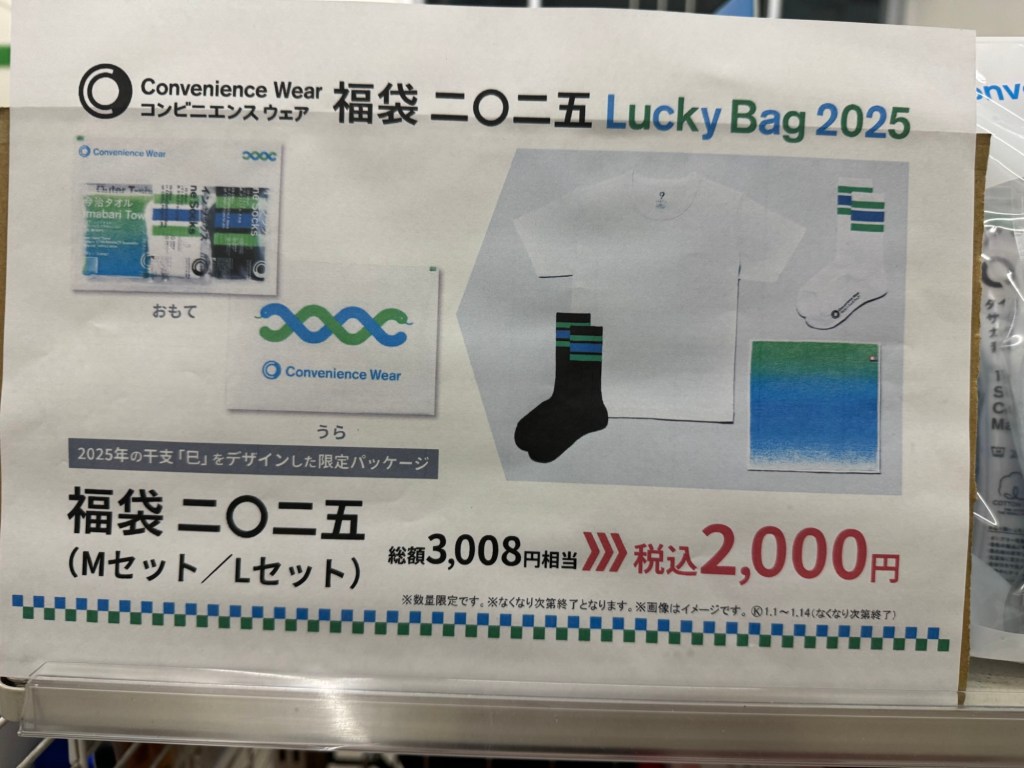 Convenience Wear
コンビニエンス ウェア
福袋 二〇二五 Lucky Bag 2025
Convenience Wear
今治タオル
おもて
Convenience Wear
うら
2025年の干支「巳」をデザインした限定パッケージ
福袋 二〇二五
(Mセット/Lセット)
総額3,008円相当
税込2,000円
※数量限定です。※なくなり次第終了となります。※画像はイメージです。Ⓚ1.1～1.14(なくなり次第終了)